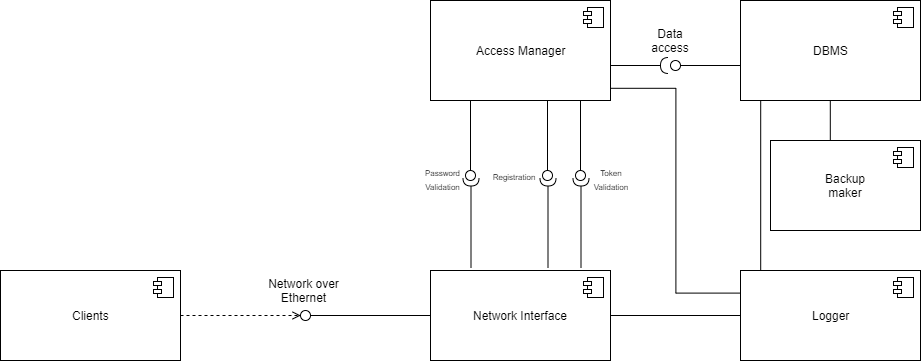 Access Manager
Data
access
DBMS
Password
Validation
Registration
Token
Validation
Backup
maker
Clients
Network over
Ethernet
Network Interface
Logger